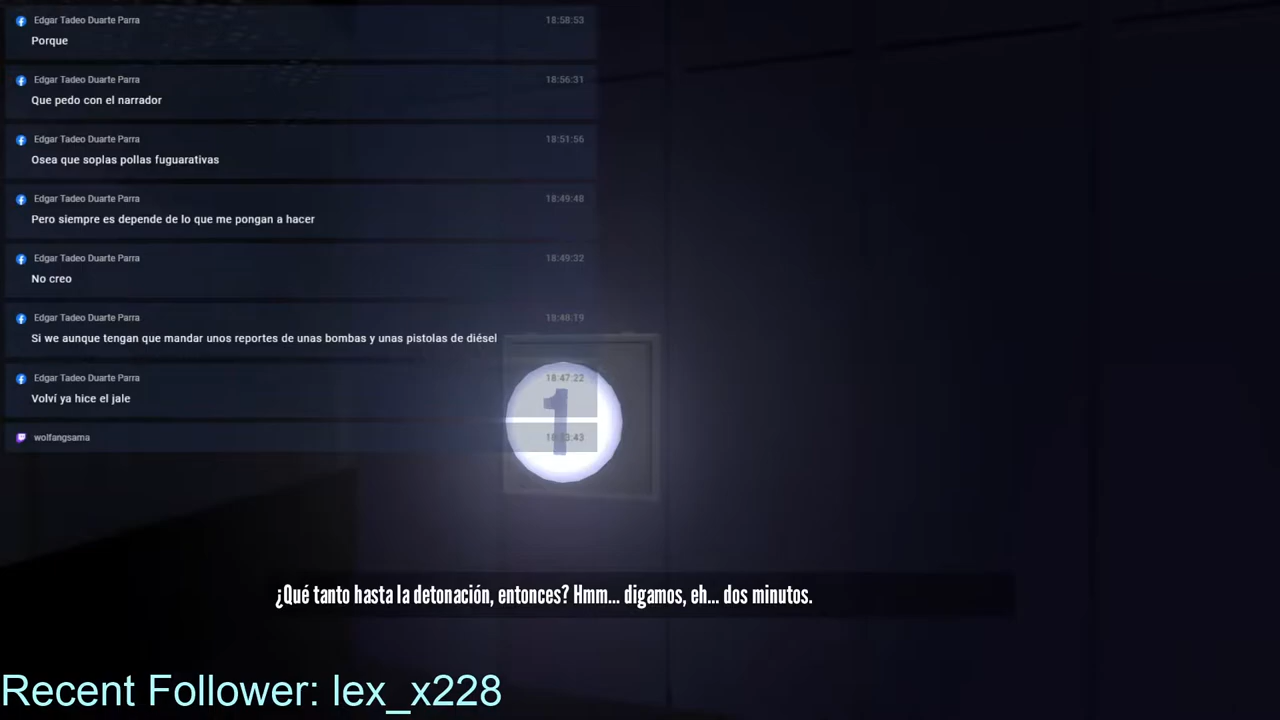 Edgar Tadeo Duarte Parra 18:58:53
Porque
Edgar Tadeo Duarte Parra 18:56:31
Que pedo con el narrador
Edgar Tadeo Duarte Parra 18:51:56
Osea que soplas pollas fuguarativas
Edgar Tadeo Duarte Parra 18:49:48
Pero siempre es depende de lo que me pongan a hacer
Edgar Tadeo Duarte Parra 18:49:32
No creo
Edgar Tadeo Duarte Parra 18:48:19
Si we aunque tengan que mandar unos reportes de unas bombas y unas pistolas de diésel
Edgar Tadeo Duarte Parra 18:47:22
Volví ya hice el jale
wolfangsama
1
¿Qué tanto hasta la detonación, entonces? Hmm... digamos, eh... dos minutos.
Recent Follower: lex_x228